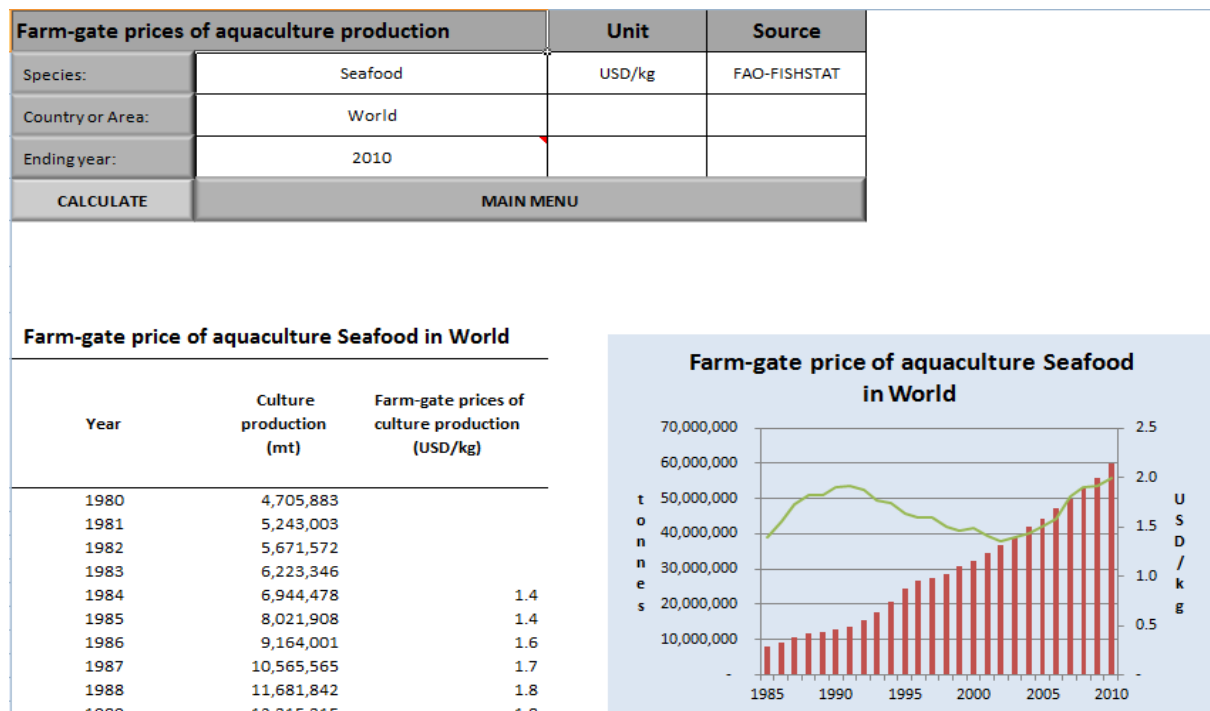 Farm-gate prices of aquaculture production Unit Source
Species: Seafood USD/kg FAO-FISHSTAT
Country or Area: World
Ending year: 2010
CALCULATE MAIN MENU
Farm-gate price of aquaculture Seafood in World
Year Culture production (mt) Farm-gate prices of culture production (USD/kg)
1980 4,705,883
1981 5,243,003
1982 5,671,572
1983 6,223,346
1984 6,944,478 1.4
1985 8,021,908 1.4
1986 9,164,001 1.6
1987 10,565,565 1.7
1988 11,681,842 1.8
Farm-gate price of aquaculture Seafood
in World
70,000,000 2.5
60,000,000
2.0
50,000,000
40,000,000 1.5
30,000,000
1.0
20,000,000
0.5
10,000,000
- -
tonnes
USD/kg
1985 1990 1995 2000 2005 2010